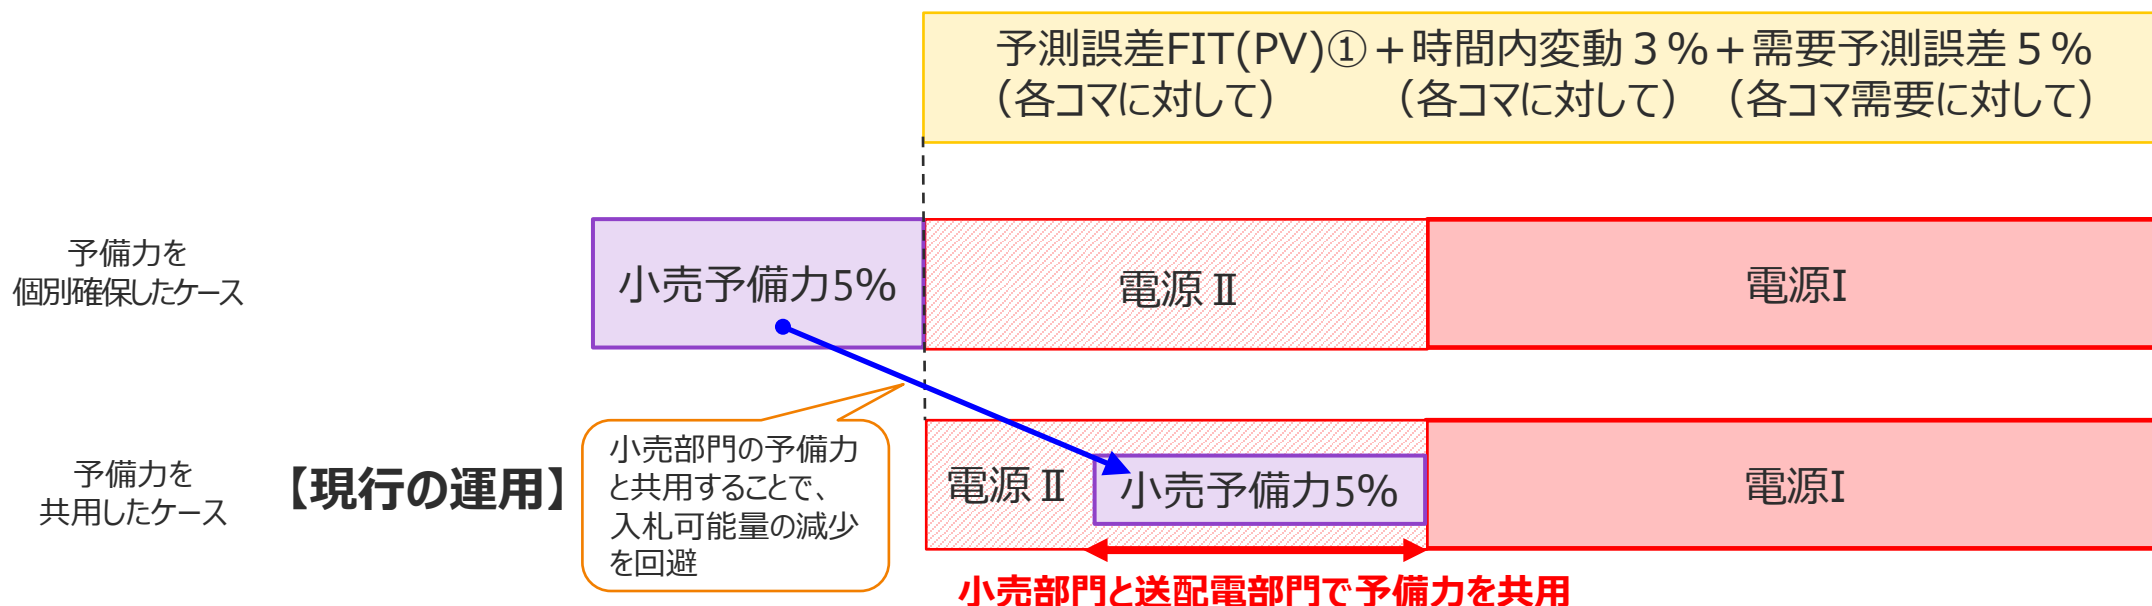 予測誤差FIT(PV)①＋時間内変動３％＋需要予測誤差５％
（各コマに対して） （各コマに対して） （各コマ需要に対して）
予備力を
個別確保したケース
小売予備力5%
電源Ⅱ
電源I
予備力を
共用したケース
【現行の運用】
小売部門の予備力
と共用することで、
入札可能量の減少
を回避
電源Ⅱ
小売予備力5%
電源I
小売部門と送配電部門で予備力を共用